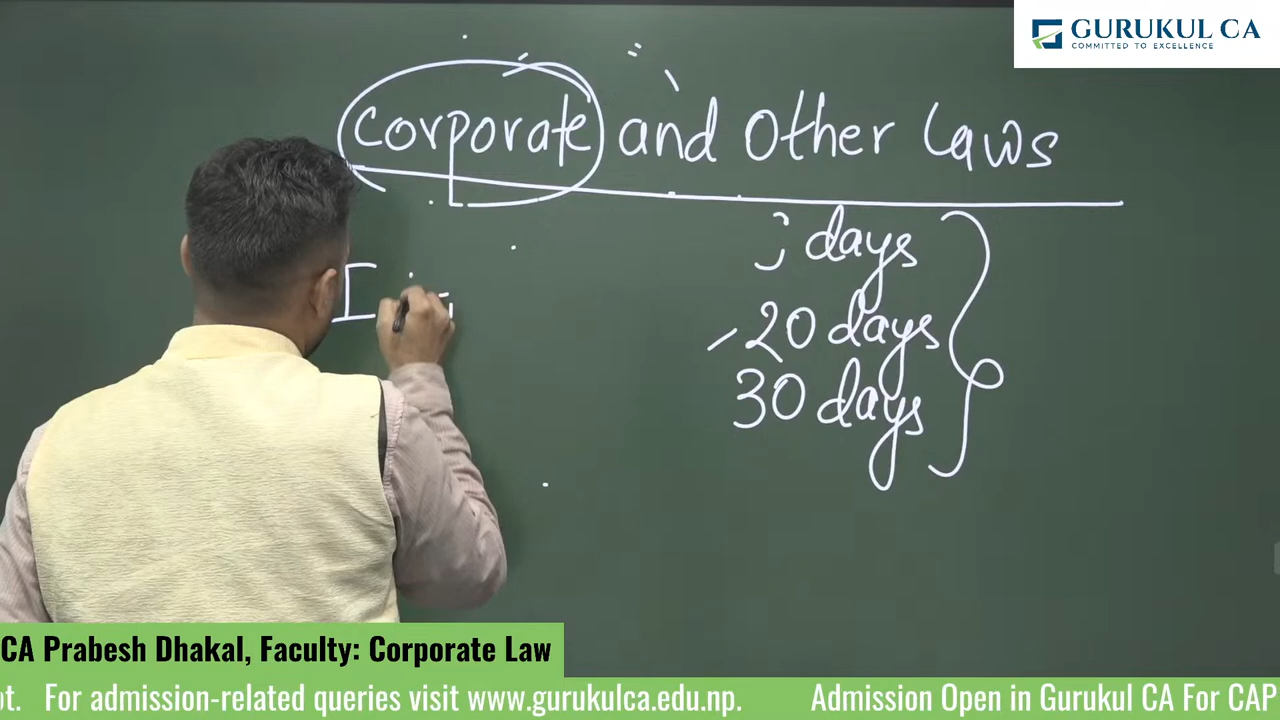 GURUKUL CA
COMMITTED TO EXCELLENCE
Corporate and Other Laws
days
20 days
30 days
I
CA Prabesh Dhakal, Faculty: Corporate Law
For admission-related queries visit www.gurukulca.edu.np. Admission Open in Gurukul CA For CAP